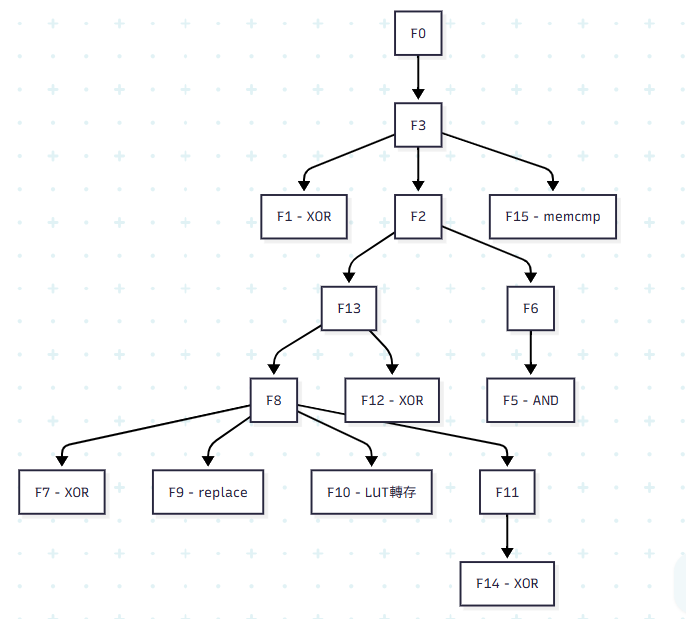 F0
F3
F1 - XOR
F2
F15 - memcmp
F13
F6
F8
F12 - XOR
F5 - AND
F7 - XOR
F9 - replace
F10 - LUT轉存
F11
F14 - XOR